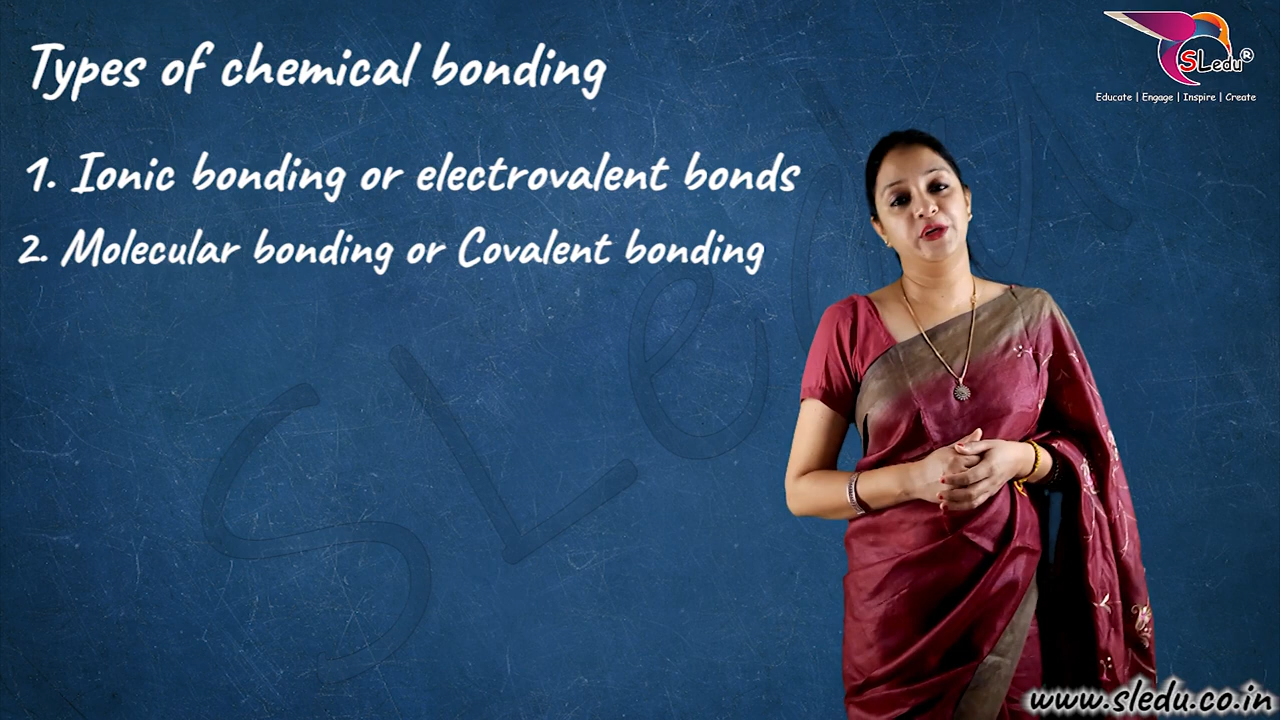 Types of chemical bonding
SLedu®
Educate | Engage | Inspire | Create
1. Ionic bonding or electrovalent bonds
2. Molecular bonding or Covalent bonding
SLedu
www.sledu.co.in